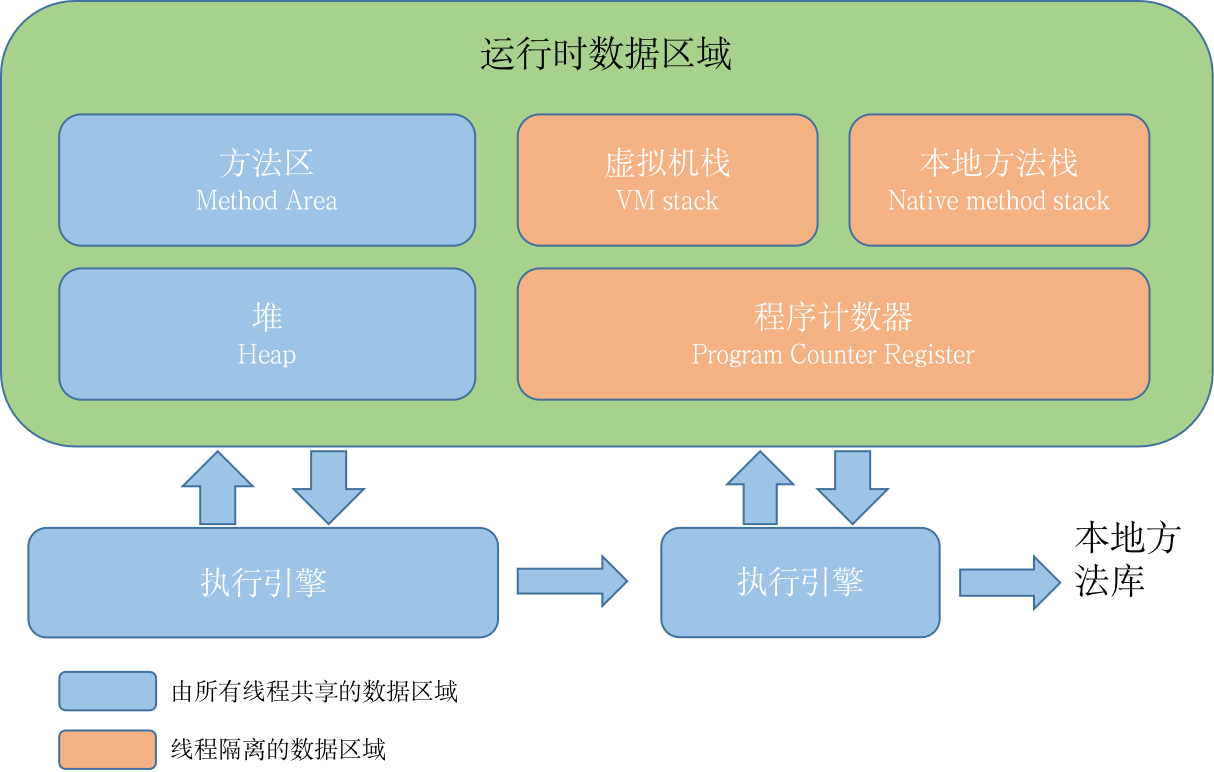 运行时数据区域
方法区
Method Area
虚拟机栈
VM stack
本地方法栈
Native method stack
堆
Heap
程序计数器
Program Counter Register
执行引擎
执行引擎
本地方
法库
由所有线程共享的数据区域
线程隔离的数据区域